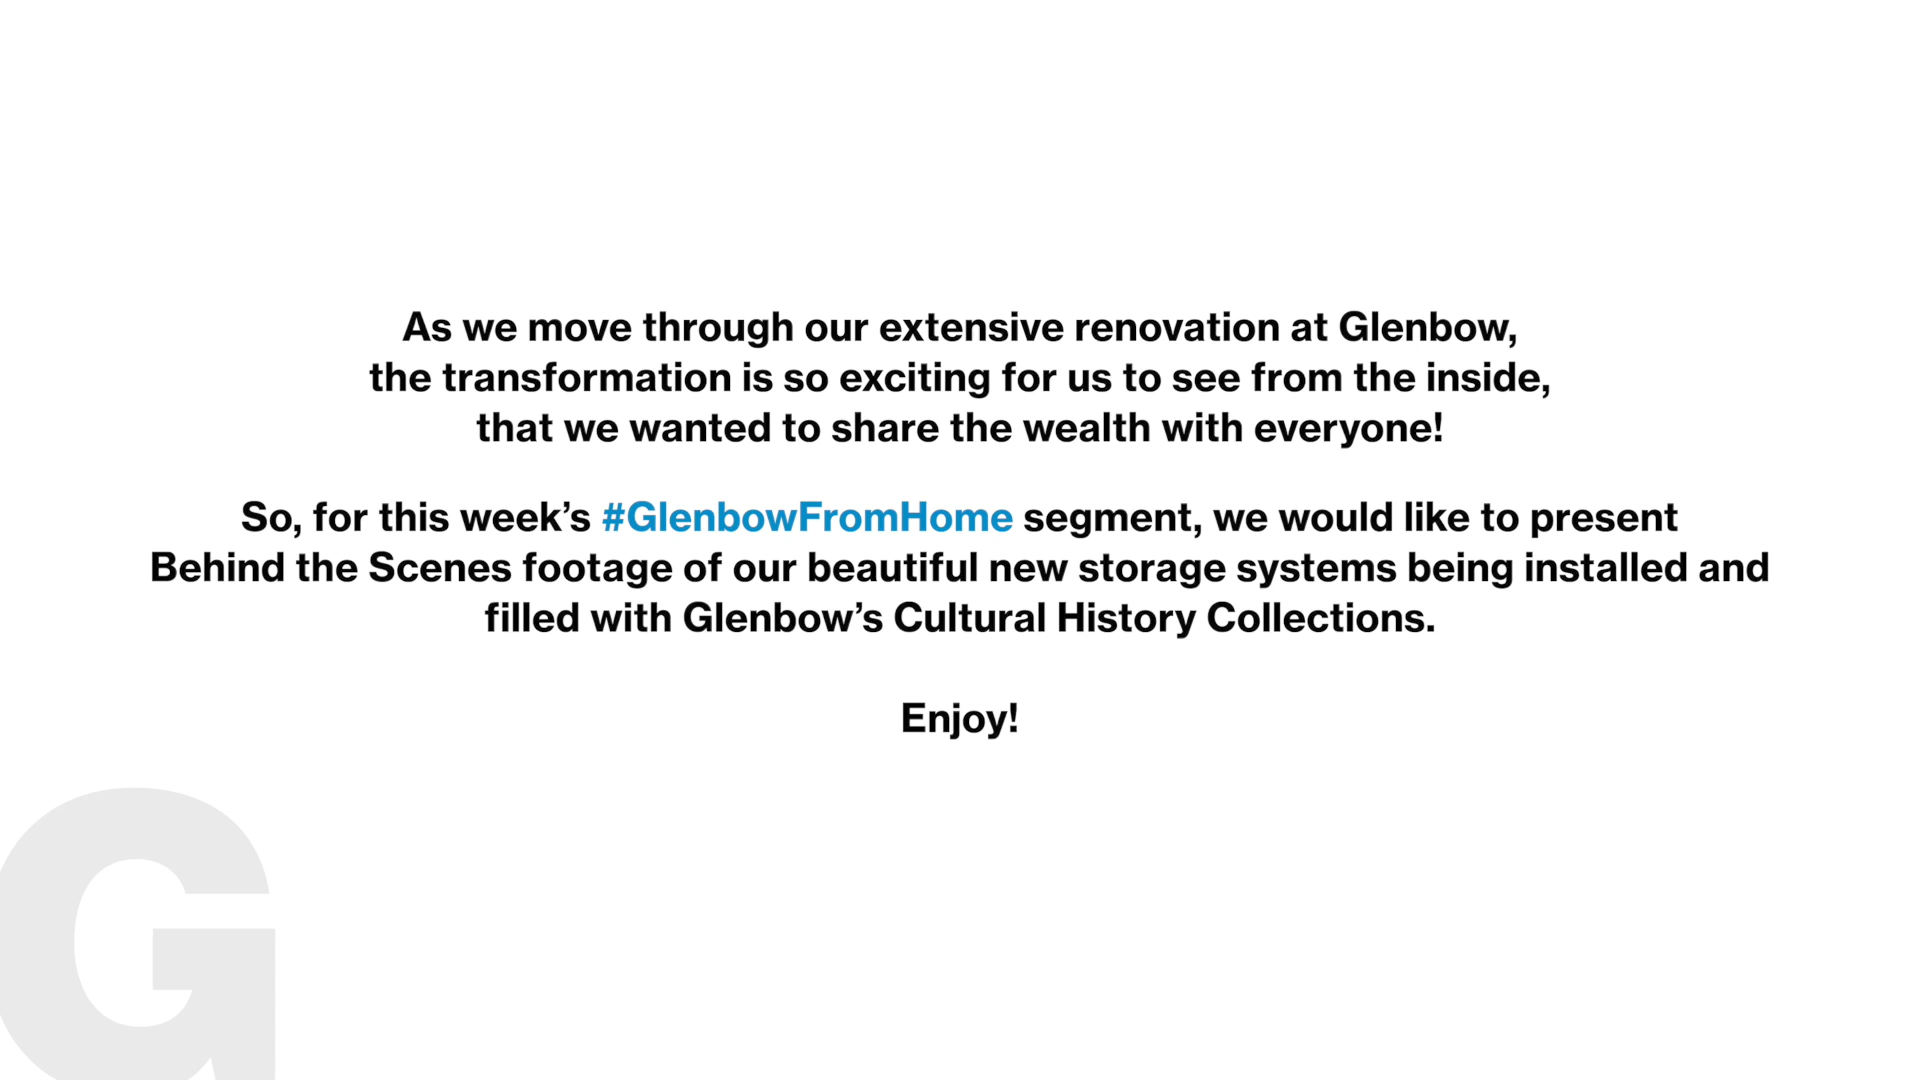 As we move through our extensive renovation at Glenbow,
the transformation is so exciting for us to see from the inside,
that we wanted to share the wealth with everyone!
So, for this week’s #GlenbowFromHome segment, we would like to present
Behind the Scenes footage of our beautiful new storage systems being installed and
filled with Glenbow’s Cultural History Collections.
Enjoy!
G